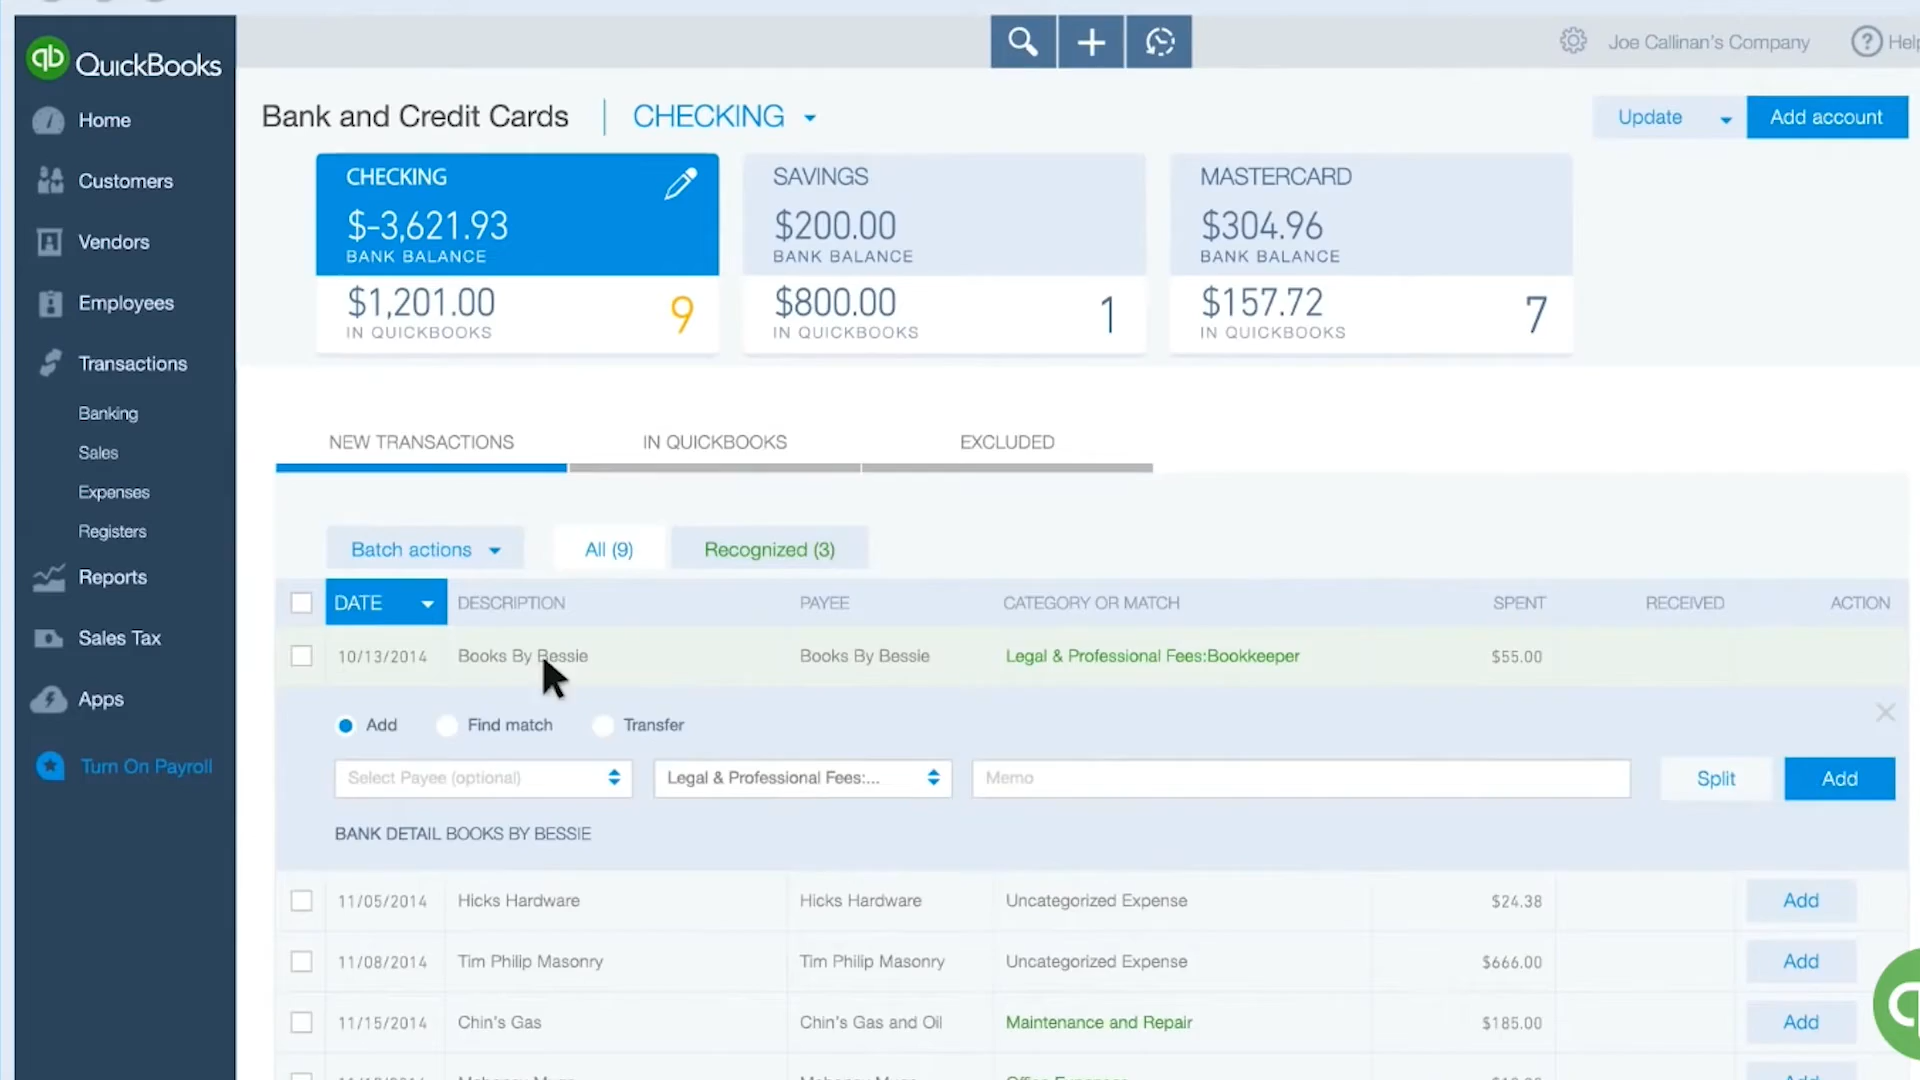 qb QuickBooks
Joe Callinan's Company
Help
Home
Customers
Vendors
Employees
Transactions
Banking
Sales
Expenses
Registers
Reports
Sales Tax
Apps
Turn On Payroll
Bank and Credit Cards
CHECKING
Update
Add account
CHECKING
$-3,621.93
BANK BALANCE
$1,201.00
IN QUICKBOOKS
9
SAVINGS
$200.00
BANK BALANCE
$800.00
IN QUICKBOOKS
1
MASTERCARD
$304.96
BANK BALANCE
$157.72
IN QUICKBOOKS
7
NEW TRANSACTIONS
IN QUICKBOOKS
EXCLUDED
Batch actions
All (9)
Recognized (3)
DATE DESCRIPTION PAYEE CATEGORY OR MATCH SPENT RECEIVED ACTION
10/13/2014 Books By Bessie Books By Bessie Legal & Professional Fees:Bookkeeper $55.00
Add Find match Transfer
Select Payee (optional) Legal & Professional Fees:... Memo Split Add
BANK DETAIL BOOKS BY BESSIE
11/05/2014 Hicks Hardware Hicks Hardware Uncategorized Expense $24.38 Add
11/08/2014 Tim Philip Masonry Tim Philip Masonry Uncategorized Expense $666.00 Add
11/15/2014 Chin's Gas Chin's Gas and Oil Maintenance and Repair $185.00 Add